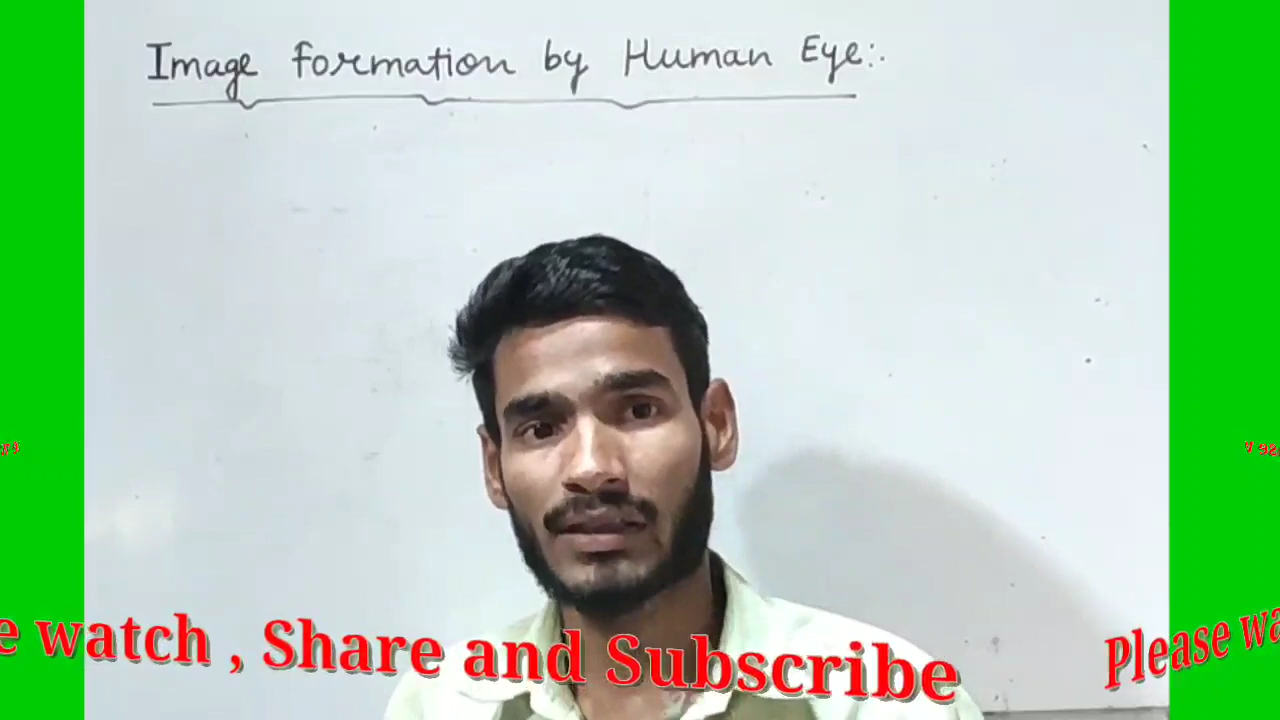 Image formation by Human Eye:.
e watch , Share and Subscribe
Please wa